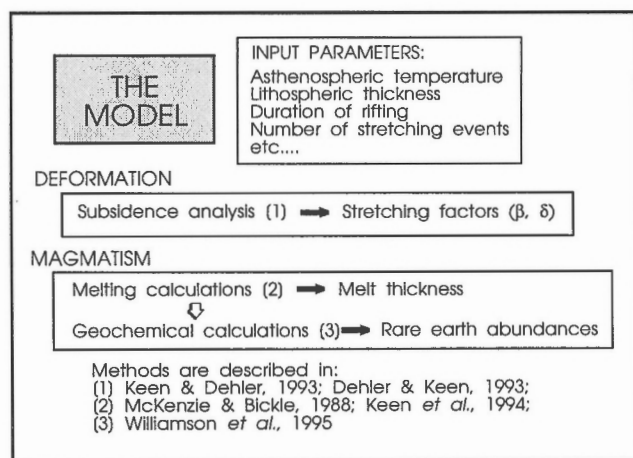 THE
MODEL
INPUT PARAMETERS:
Asthenospheric temperature
Lithospheric thickness
Duration of rifting
Number of stretching events
etc....
DEFORMATION
Subsidence analysis (1) ➡ Stretching factors (β, δ)
MAGMATISM
Melting calculations (2) ➡ Melt thickness
Geochemical calculations (3) ➡ Rare earth abundances
Methods are described in:
(1) Keen & Dehler, 1993; Dehler & Keen, 1993;
(2) McKenzie & Bickle, 1988; Keen et al., 1994;
(3) Williamson et al., 1995